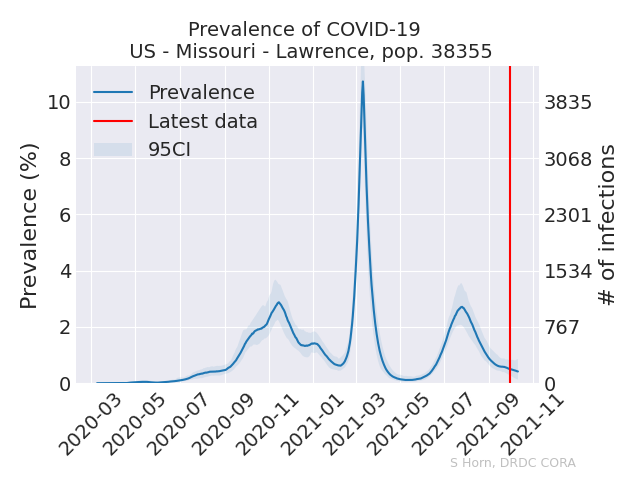 Prevalence of COVID-19
US - Missouri - Lawrence, pop. 38355
Prevalence
Latest data
95CI
Prevalence (%)
10
8
6
4
2
0
3835
3068
2301
1534
767
0
# of infections
2020-03
2020-05
2020-07
2020-09
2020-11
2021-01
2021-03
2021-05
2021-07
2021-09
2021-11
S Horn, DRDC CORA